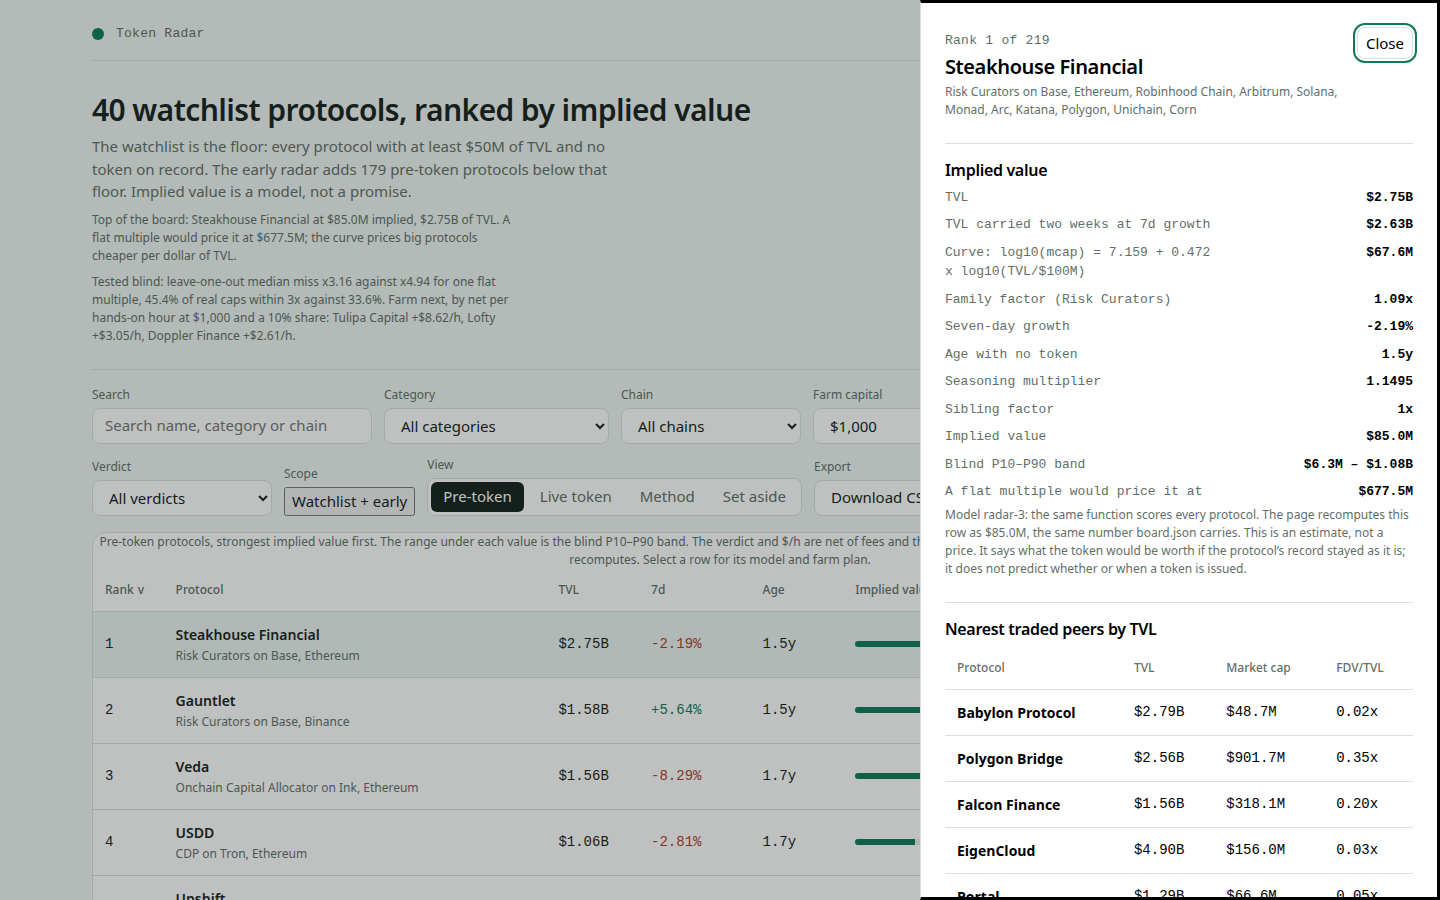 Token Radar
40 watchlist protocols, ranked by implied value
The watchlist is the floor: every protocol with at least $50M of TVL and no
token on record. The early radar adds 179 pre-token protocols below that
floor. Implied value is a model, not a promise.
Top of the board: Steakhouse Financial at $85.0M implied, $2.75B of TVL. A
flat multiple would price it at $677.5M; the curve prices big protocols
cheaper per dollar of TVL.
Tested blind: leave-one-out median miss x3.16 against x4.94 for one flat
multiple, 45.4% of real caps within 3x against 33.6%. Farm next, by net per
hands-on hour at $1,000 and a 10% share: Tulipa Capital +$8.62/h, Lofty
+$3.05/h, Doppler Finance +$2.61/h.
Search Category Chain Farm capital
Search name, category or chain All categories All chains $1,000
Verdict Scope View Export
All verdicts Watchlist + early Pre-token Live token Method Set aside Download CS
Pre-token protocols, strongest implied value first. The range under each value is the blind P10–P90 band. The verdict and $/h are net of fees and th
recomputes. Select a row for its model and farm plan.
Rank v Protocol TVL 7d Age Implied val
1 Steakhouse Financial $2.75B -2.19% 1.5y
Risk Curators on Base, Ethereum
2 Gauntlet $1.58B +5.64% 1.5y
Risk Curators on Base, Binance
3 Veda $1.56B -8.29% 1.7y
Onchain Capital Allocator on Ink, Ethereum
4 USDD $1.06B -2.81% 1.7y
CDP on Tron, Ethereum
Upshift
Rank 1 of 219
Close
Steakhouse Financial
Risk Curators on Base, Ethereum, Robinhood Chain, Arbitrum, Solana,
Monad, Arc, Katana, Polygon, Unichain, Corn
Implied value
TVL $2.75B
TVL carried two weeks at 7d growth $2.63B
Curve: log10(mcap) = 7.159 + 0.472 $67.6M
x log10(TVL/$100M)
Family factor (Risk Curators) 1.09x
Seven-day growth -2.19%
Age with no token 1.5y
Seasoning multiplier 1.1495
Sibling factor 1x
Implied value $85.0M
Blind P10–P90 band $6.3M – $1.08B
A flat multiple would price it at $677.5M
Model radar-3: the same function scores every protocol. The page recomputes this
row as $85.0M, the same number board.json carries. This is an estimate, not a
price. It says what the token would be worth if the protocol's record stayed as it is;
it does not predict whether or when a token is issued.
Nearest traded peers by TVL
Protocol TVL Market cap FDV/TVL
Babylon Protocol $2.79B $48.7M 0.02x
Polygon Bridge $2.56B $901.7M 0.35x
Falcon Finance $1.56B $318.1M 0.20x
EigenCloud $4.90B $156.0M 0.03x
Portal $1.29B $66.6M 0.05x